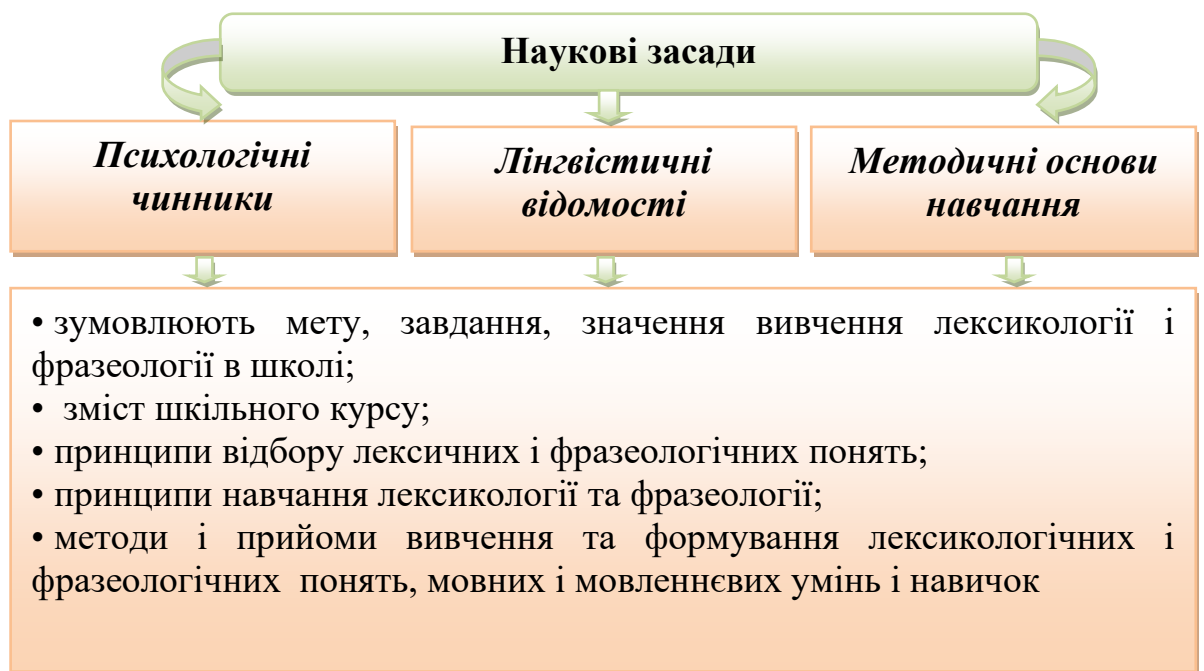 Наукові засади
Психологічні
чинники
Лінгвістичні
відомості
Методичні основи
навчання
• зумовлюють мету, завдання, значення вивчення лексикології і
фразеології в школі;
• зміст шкільного курсу;
• принципи відбору лексичних і фразеологічних понять;
• принципи навчання лексикології та фразеології;
• методи і прийоми вивчення та формування лексикологічних і
фразеологічних понять, мовних і мовленнєвих умінь і навичок